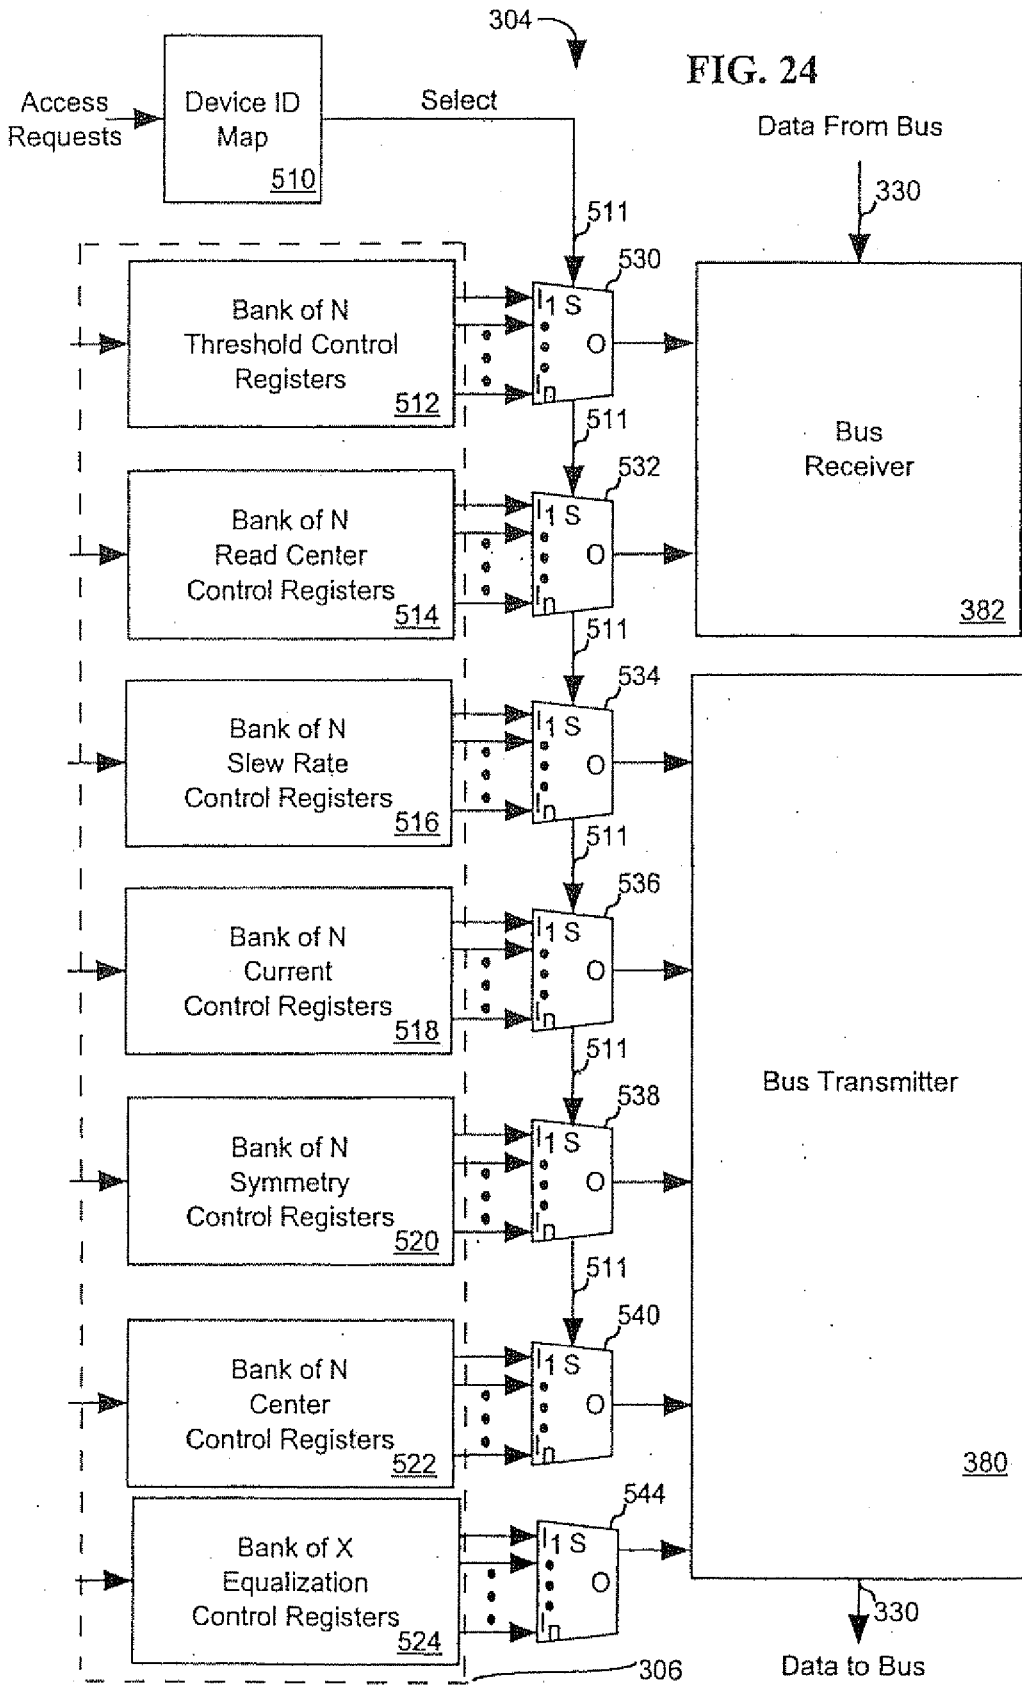 304
FIG. 24
Access
Requests
Device ID
Map
510
Select
Data From Bus
330
511
530
Bank of N
Threshold Control
Registers
512
I1 S
O
In
Bus
Receiver
382
511
532
Bank of N
Read Center
Control Registers
514
I1 S
O
In
511
534
Bank of N
Slew Rate
Control Registers
516
I1 S
O
In
511
536
Bank of N
Current
Control Registers
518
I1 S
O
In
Bus Transmitter
380
511
538
Bank of N
Symmetry
Control Registers
520
I1 S
O
In
511
540
Bank of N
Center
Control Registers
522
I1 S
O
In
544
Bank of X
Equalization
Control Registers
524
I1 S
O
In
306
330
Data to Bus